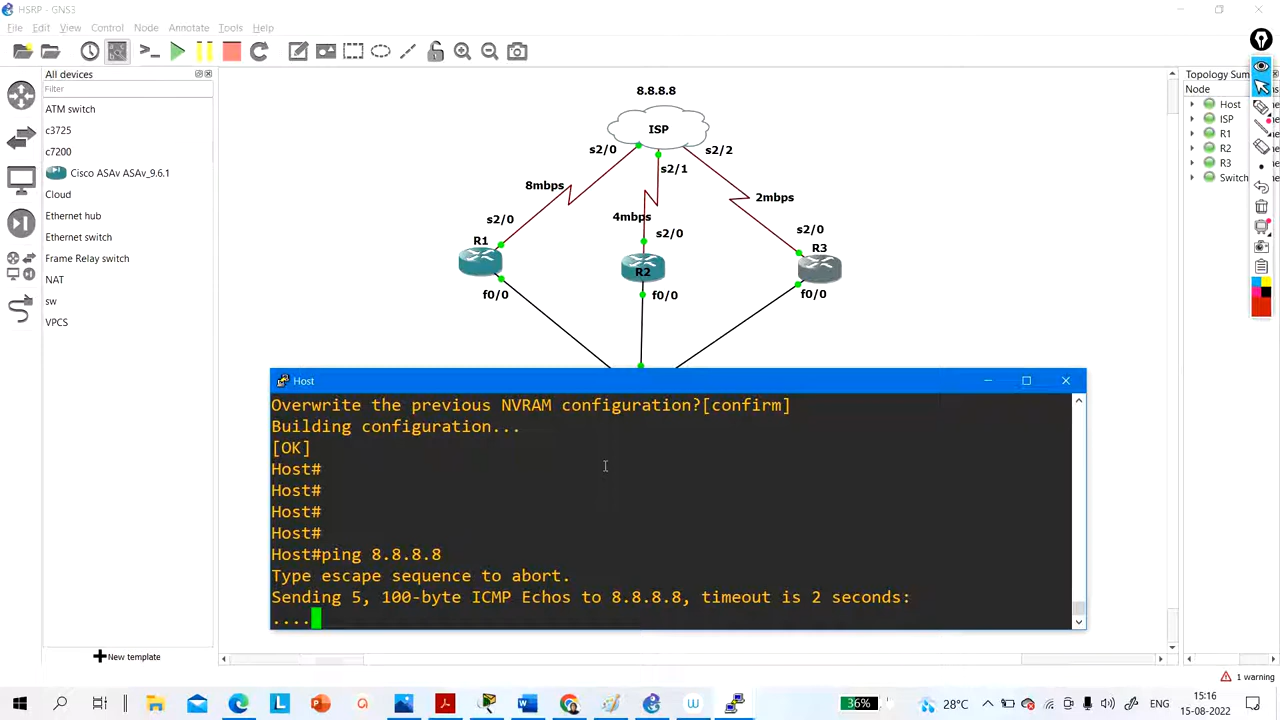 HSRP - GNS3
File Edit View Control Node Annotate Tools Help
All devices
Filter
ATM switch
c3725
c7200
Cisco ASAv ASAv_9.6.1
Cloud
Ethernet hub
Ethernet switch
Frame Relay switch
NAT
sw
VPCS
New template
8.8.8.8
ISP
s2/0
s2/2
s2/1
8mbps
2mbps
4mbps
s2/0
s2/0
s2/0
R1
R2
R3
f0/0
f0/0
f0/0
Topology Sum
Node
Host
ISP
R1
R2
R3
Switch
Host
Overwrite the previous NVRAM configuration?[confirm]
Building configuration...
[OK]
Host#
Host#
Host#
Host#
Host#ping 8.8.8.8
Type escape sequence to abort.
Sending 5, 100-byte ICMP Echos to 8.8.8.8, timeout is 2 seconds:
....
1 warning
36%
28°C
ENG
15:16
15-08-2022